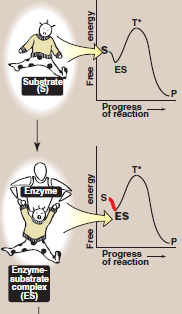 Free energy
T*
S
ES
P
Substrate
(S)
Progress
of reaction
Enzyme
Free energy
T*
S
ES
P
Enzyme-
substrate
complex
(ES)
Progress
of reaction